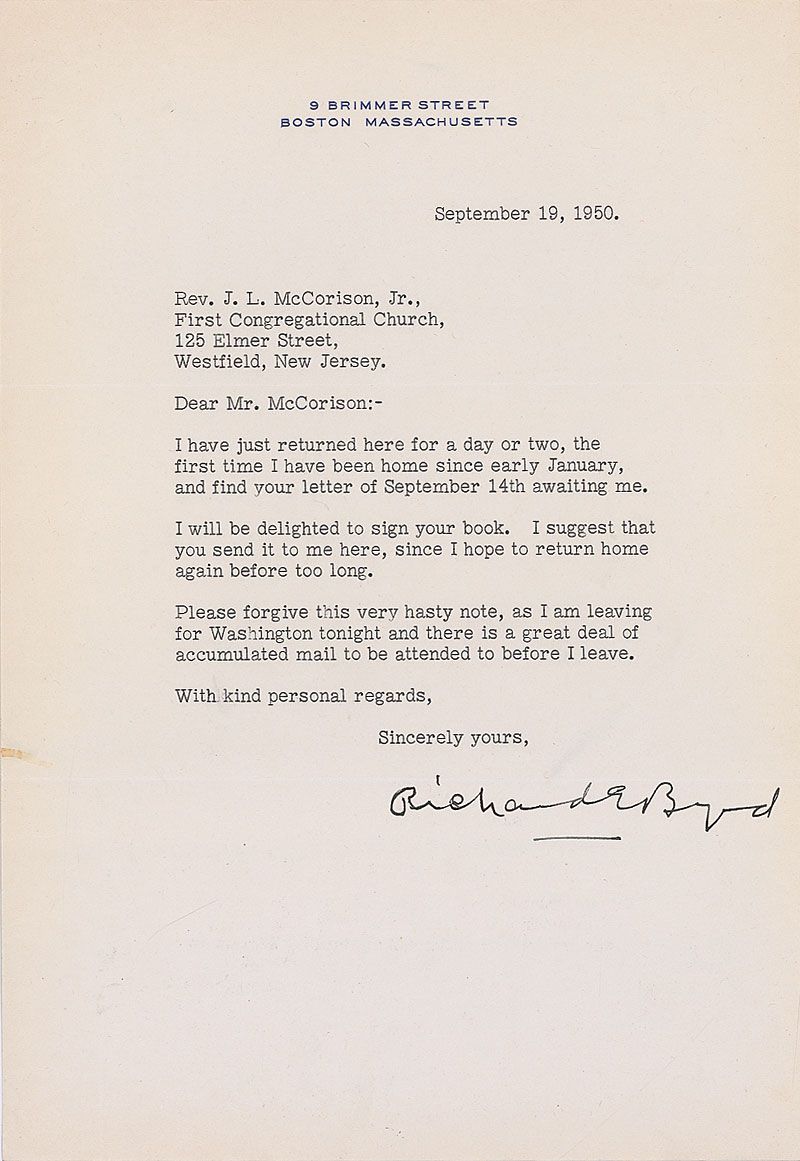 9 BRIMMER STREET
BOSTON MASSACHUSETTS
September 19, 1950.
Rev. J. L. McCorison, Jr.,
First Congregational Church,
125 Elmer Street,
Westfield, New Jersey.
Dear Mr. McCorison:-
I have just returned here for a day or two, the
first time I have been home since early January,
and find your letter of September 14th awaiting me.
I will be delighted to sign your book. I suggest that
you send it to me here, since I hope to return home
again before too long.
Please forgive this very hasty note, as I am leaving
for Washington tonight and there is a great deal of
accumulated mail to be attended to before I leave.
With kind personal regards,
Sincerely yours,
Richard E Byrd